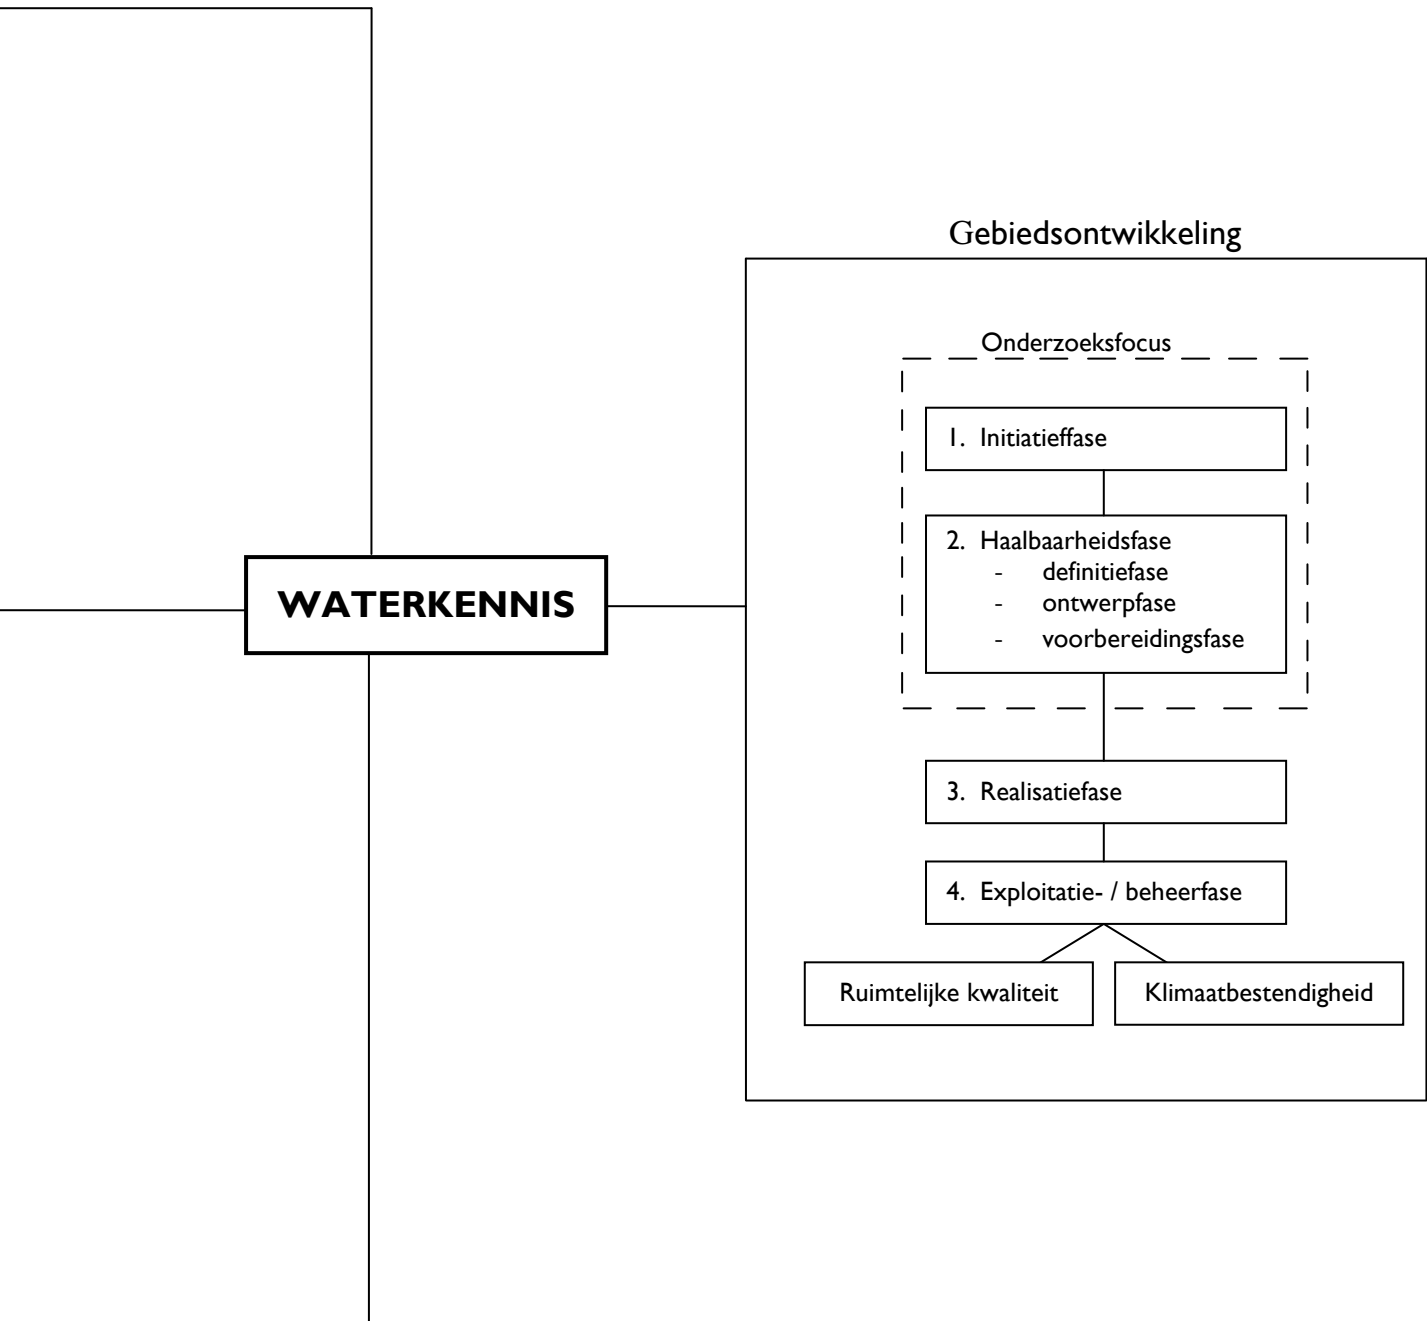 Gebiedsontwikkeling
Onderzoeksfocus
1. Initiatieffase
2. Haalbaarheidsfase
- definitiefase
- ontwerpfase
- voorbereidingsfase
WATERKENNIS
3. Realisatiefase
4. Exploitatie- / beheerfase
Ruimtelijke kwaliteit
Klimaatbestendigheid